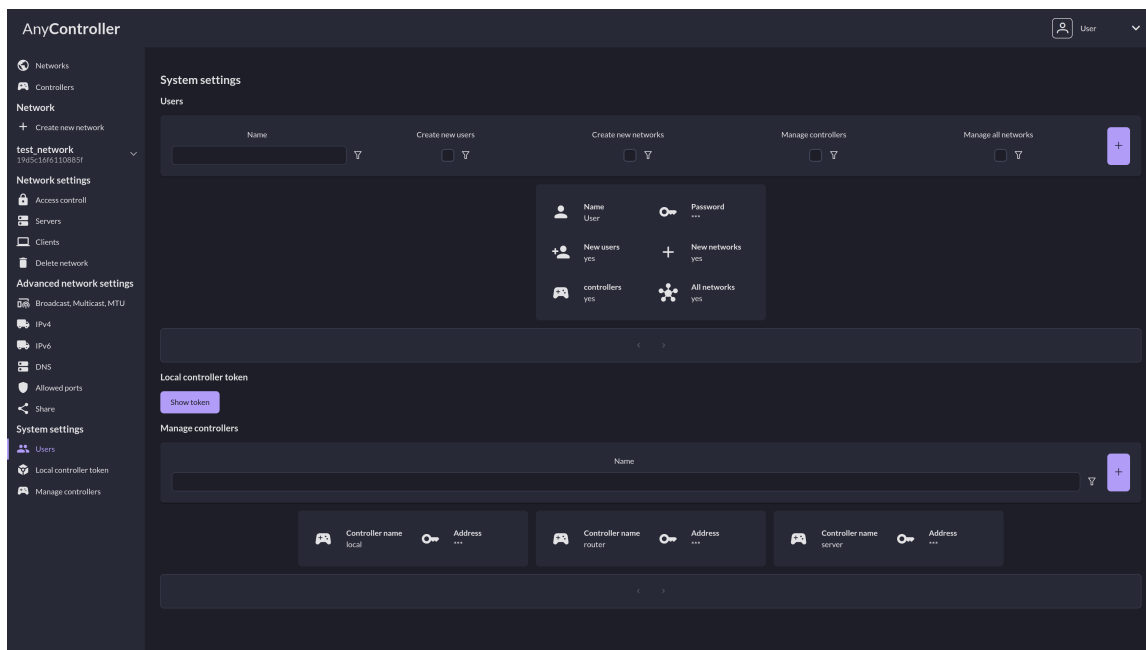 AnyController
User
Networks
Controllers
Network
Create new network
test_network
19d5c16f6110885f
Network settings
Access controll
Servers
Clients
Delete network
Advanced network settings
Broadcast, Multicast, MTU
IPv4
IPv6
DNS
Allowed ports
Share
System settings
Users
Local controller token
Manage controllers
System settings
Users
Name Create new users Create new networks Manage controllers Manage all networks
+
Name Password
User ***
New users New networks
yes yes
controllers All networks
yes yes
< >
Local controller token
Show token
Manage controllers
Name
+
Controller name Address Controller name Address Controller name Address
local *** router *** server ***
< >